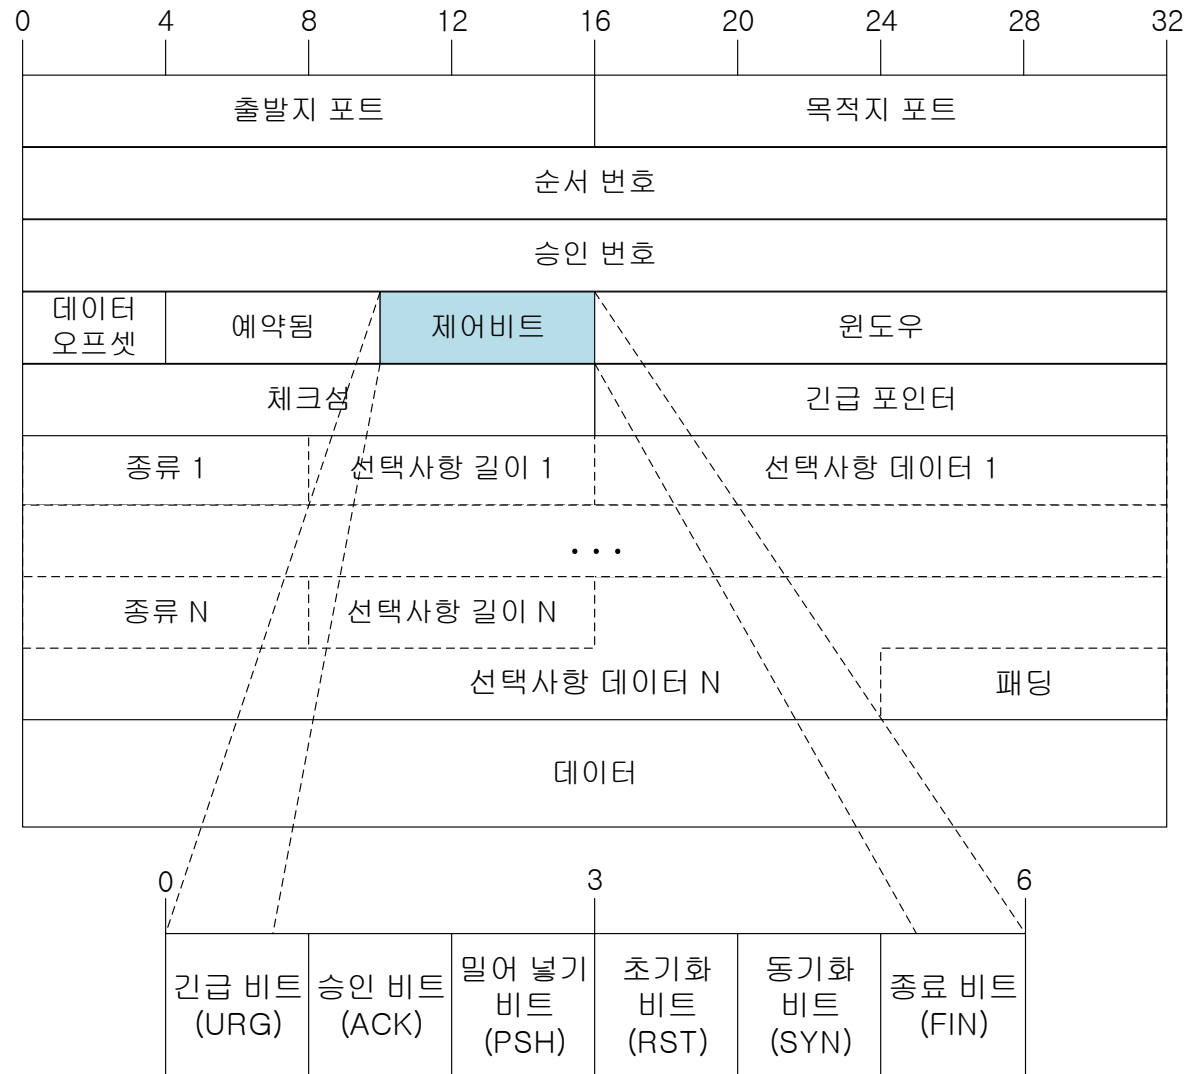 0 4 8 12 16 20 24 28 32
출발지 포트 목적지 포트
순서 번호
승인 번호
데이터
오프셋
예약됨 제어비트 윈도우
체크섬 긴급 포인터
종류 1 선택사항 길이 1 선택사항 데이터 1
...
종류 N 선택사항 길이 N
선택사항 데이터 N 패딩
데이터
0 3 6
긴급 비트
(URG)
승인 비트
(ACK)
밀어 넣기
비트
(PSH)
초기화
비트
(RST)
동기화
비트
(SYN)
종료 비트
(FIN)